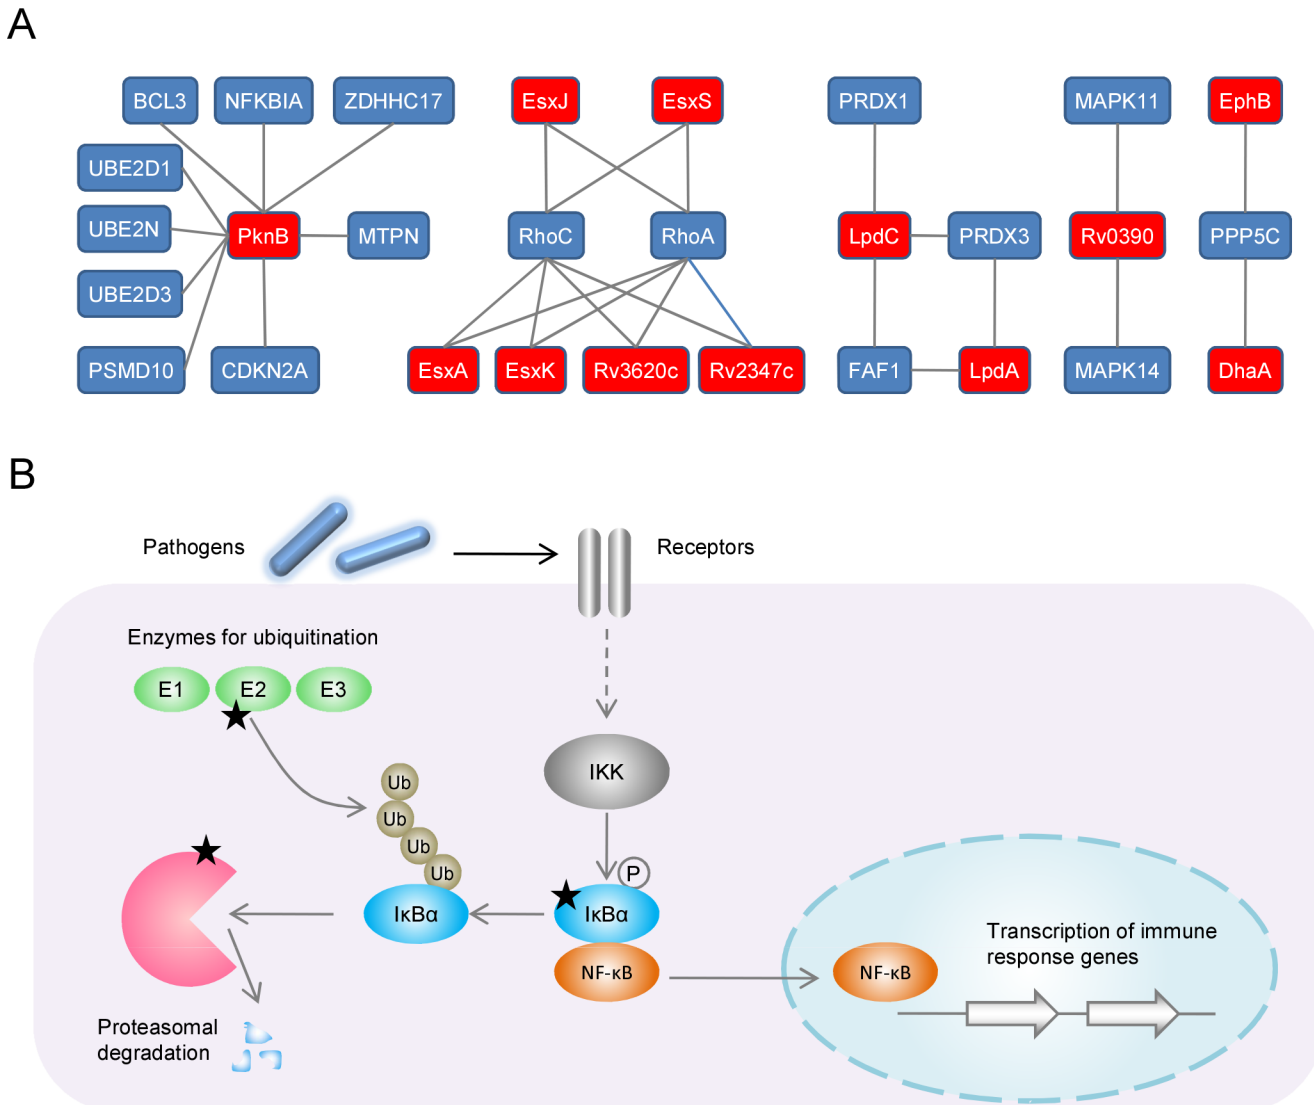 A
BCL3
NFKBIA
ZDHHC17
EsxJ
EsxS
PRDX1
MAPK11
EphB
UBE2D1
UBE2N
PknB
MTPN
RhoC
RhoA
LpdC
PRDX3
Rv0390
PPP5C
UBE2D3
PSMD10
CDKN2A
EsxA
EsxK
Rv3620c
Rv2347c
FAF1
LpdA
MAPK14
DhaA
B
Pathogens
Receptors
Enzymes for ubiquitination
E1
E2
E3
IKK
Ub
Ub
Ub
Ub
P
IκBα
IκBα
NF-κB
NF-κB
Transcription of immune
response genes
Proteasomal
degradation